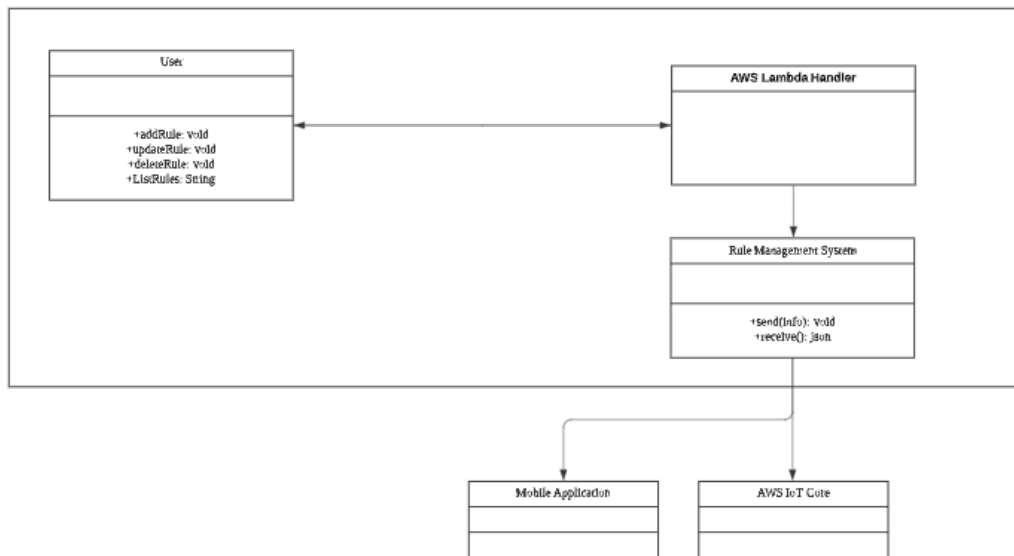 User
+addRule: void
+updateRule: void
+deleteRule: void
+ListRules: String
AWS Lambda Handler
Rule Management System
+send(info): void
+receive(): json
Mobile Application
AWS IoT Core